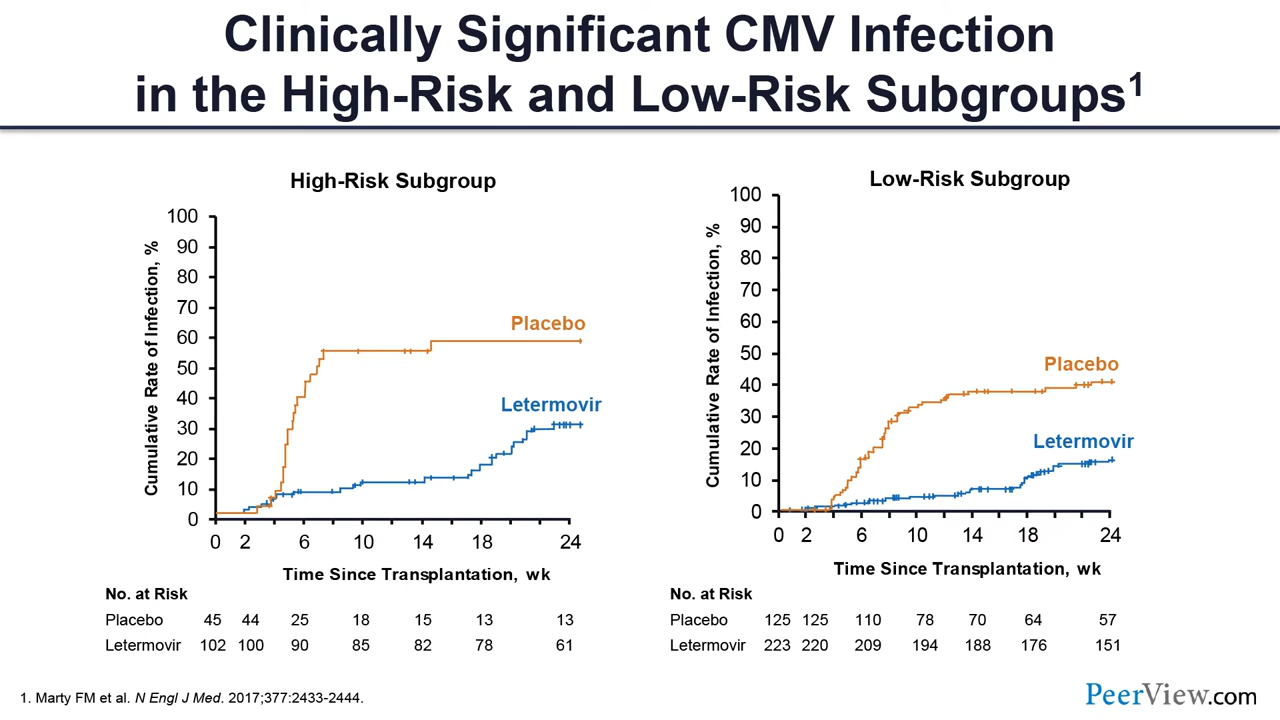 Clinically Significant CMV Infection
in the High-Risk and Low-Risk Subgroups1
High-Risk Subgroup
Cumulative Rate of Infection, %
100
90
80
70
60
50
40
30
20
10
0
Placebo
Letermovir
0 2 6 10 14 18 24
Time Since Transplantation, wk
No. at Risk
Placebo 45 44 25 18 15 13 13
Letermovir 102 100 90 85 82 78 61
Low-Risk Subgroup
Cumulative Rate of Infection, %
100
90
80
70
60
50
40
30
20
10
0
Placebo
Letermovir
0 2 6 10 14 18 24
Time Since Transplantation, wk
No. at Risk
Placebo 125 125 110 78 70 64 57
Letermovir 223 220 209 194 188 176 151
1. Marty FM et al. N Engl J Med. 2017;377:2433-2444.
PeerView.com